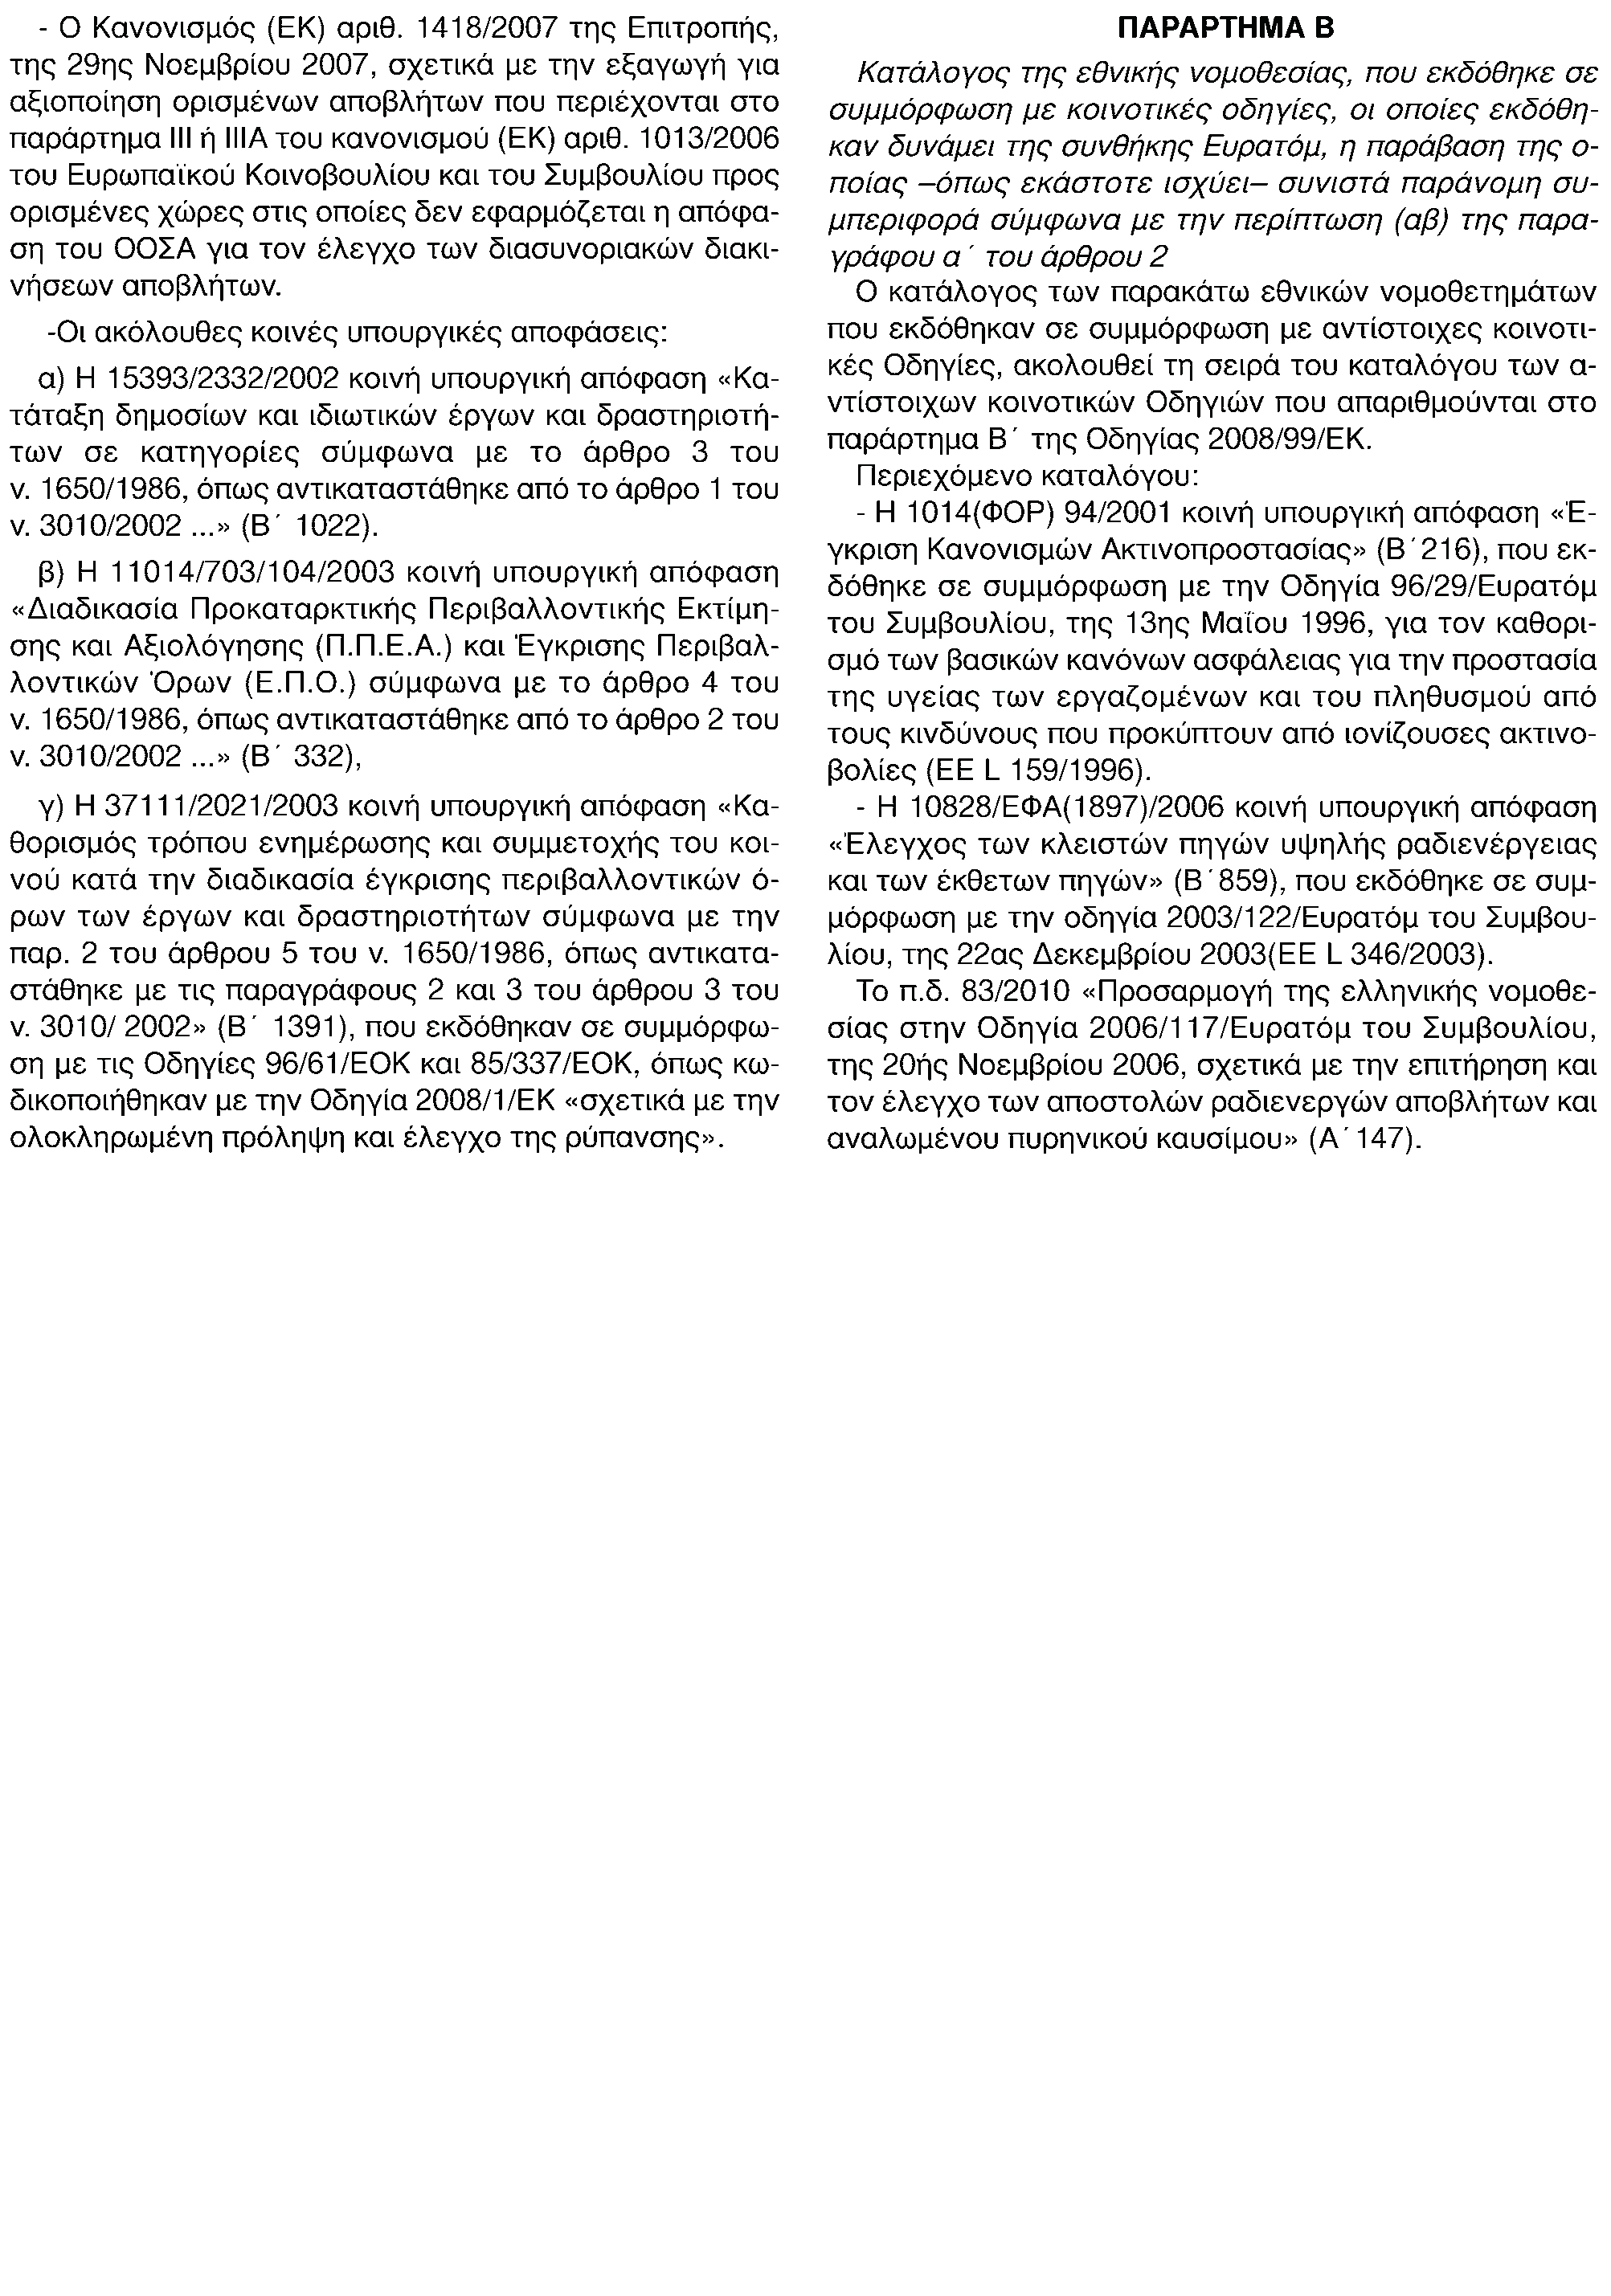 - Ο Κανονισμός (ΕΚ) αριθ. 1418/2007 της Επιτροπής,
της 29ης Νοεμβρίου 2007, σχετικά με την εξαγωγή για
αξιοποίηση ορισμένων αποβλήτων που περιέχονται στο
παράρτημα ΙΙΙ ή ΙΙΙΑ του κανονισμού (ΕΚ) αριθ. 1013/2006
του Ευρωπαϊκού Κοινοβουλίου και του Συμβουλίου προς
ορισμένες χώρες στις οποίες δεν εφαρμόζεται η απόφα-
ση του ΟΟΣΑ για τον έλεγχο των διασυνοριακών διακι-
νήσεων αποβλήτων.
-Οι ακόλουθες κοινές υπουργικές αποφάσεις:
α) Η 15393/2332/2002 κοινή υπουργική απόφαση «Κα-
τάταξη δημοσίων και ιδιωτικών έργων και δραστηριοτή-
των σε κατηγορίες σύμφωνα με το άρθρο 3 του
ν. 1650/1986, όπως αντικαταστάθηκε από το άρθρο 1 του
ν. 3010/2002 ...» (Β΄ 1022).
β) Η 11014/703/104/2003 κοινή υπουργική απόφαση
«Διαδικασία Προκαταρκτικής Περιβαλλοντικής Εκτίμη-
σης και Αξιολόγησης (Π.Π.Ε.Α.) και Έγκρισης Περιβαλ-
λοντικών Όρων (Ε.Π.Ο.) σύμφωνα με το άρθρο 4 του
ν. 1650/1986, όπως αντικαταστάθηκε από το άρθρο 2 του
ν. 3010/2002 ...» (Β΄ 332),
γ) Η 37111/2021/2003 κοινή υπουργική απόφαση «Κα-
θορισμός τρόπου ενημέρωσης και συμμετοχής του κοι-
νού κατά την διαδικασία έγκρισης περιβαλλοντικών ό-
ρων των έργων και δραστηριοτήτων σύμφωνα με την
παρ. 2 του άρθρου 5 του ν. 1650/1986, όπως αντικατα-
στάθηκε με τις παραγράφους 2 και 3 του άρθρου 3 του
ν. 3010/ 2002» (Β΄ 1391), που εκδόθηκαν σε συμμόρφω-
ση με τις Οδηγίες 96/61/ΕΟΚ και 85/337/ΕΟΚ, όπως κω-
δικοποιήθηκαν με την Οδηγία 2008/1/ΕΚ «σχετικά με την
ολοκληρωμένη πρόληψη και έλεγχο της ρύπανσης».
ΠΑΡΑΡΤΗΜΑ Β
Κατάλογος της εθνικής νομοθεσίας, που εκδόθηκε σε
συμμόρφωση με κοινοτικές οδηγίες, οι οποίες εκδόθη-
καν δυνάμει της συνθήκης Ευρατόμ, η παράβαση της ο-
ποίας –όπως εκάστοτε ισχύει– συνιστά παράνομη συ-
μπεριφορά σύμφωνα με την περίπτωση (αβ) της παρα-
γράφου α΄ του άρθρου 2
Ο κατάλογος των παρακάτω εθνικών νομοθετημάτων
που εκδόθηκαν σε συμμόρφωση με αντίστοιχες κοινοτι-
κές Οδηγίες, ακολουθεί τη σειρά του καταλόγου των α-
ντίστοιχων κοινοτικών Οδηγιών που απαριθμούνται στο
παράρτημα Β΄ της Οδηγίας 2008/99/ΕΚ.
Περιεχόμενο καταλόγου:
- Η 1014(ΦΟΡ) 94/2001 κοινή υπουργική απόφαση «Έ-
γκριση Κανονισμών Ακτινοπροστασίας» (Β΄216), που εκ-
δόθηκε σε συμμόρφωση με την Οδηγία 96/29/Ευρατόμ
του Συμβουλίου, της 13ης Μαΐου 1996, για τον καθορι-
σμό των βασικών κανόνων ασφάλειας για την προστασία
της υγείας των εργαζομένων και του πληθυσμού από
τους κινδύνους που προκύπτουν από ιονίζουσες ακτινο-
βολίες (ΕΕ L 159/1996).
- Η 10828/ΕΦΑ(1897)/2006 κοινή υπουργική απόφαση
«Έλεγχος των κλειστών πηγών υψηλής ραδιενέργειας
και των έκθετων πηγών» (Β΄859), που εκδόθηκε σε συμ-
μόρφωση με την οδηγία 2003/122/Ευρατόμ του Συμβου-
λίου, της 22ας Δεκεμβρίου 2003(ΕΕ L 346/2003).
Το π.δ. 83/2010 «Προσαρμογή της ελληνικής νομοθε-
σίας στην Οδηγία 2006/117/Ευρατόμ του Συμβουλίου,
της 20ής Νοεμβρίου 2006, σχετικά με την επιτήρηση και
τον έλεγχο των αποστολών ραδιενεργών αποβλήτων και
αναλωμένου πυρηνικού καυσίμου» (Α΄147).